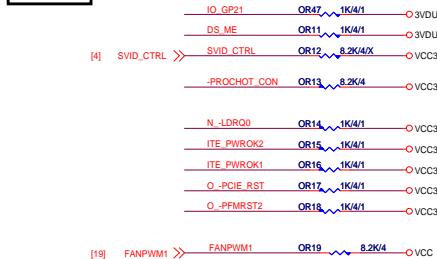 IO_GP21 OR47 1K/4/1 3VDU
DS_ME OR11 1K/4/1 3VDU
[4] SVID_CTRL SVID_CTRL OR12 8.2K/4/X VCC3
-PROCHOT_CON OR13 8.2K/4 VCC3
N_-LDRQ0 OR14 1K/4/1 VCC3
ITE_PWROK2 OR15 1K/4/1 VCC3
ITE_PWROK1 OR16 1K/4/1 VCC3
O_-PCIE_RST OR17 1K/4/1 VCC3
O_-PFMRST2 OR18 1K/4/1 VCC3
[19] FANPWM1 FANPWM1 OR19 8.2K/4 VCC